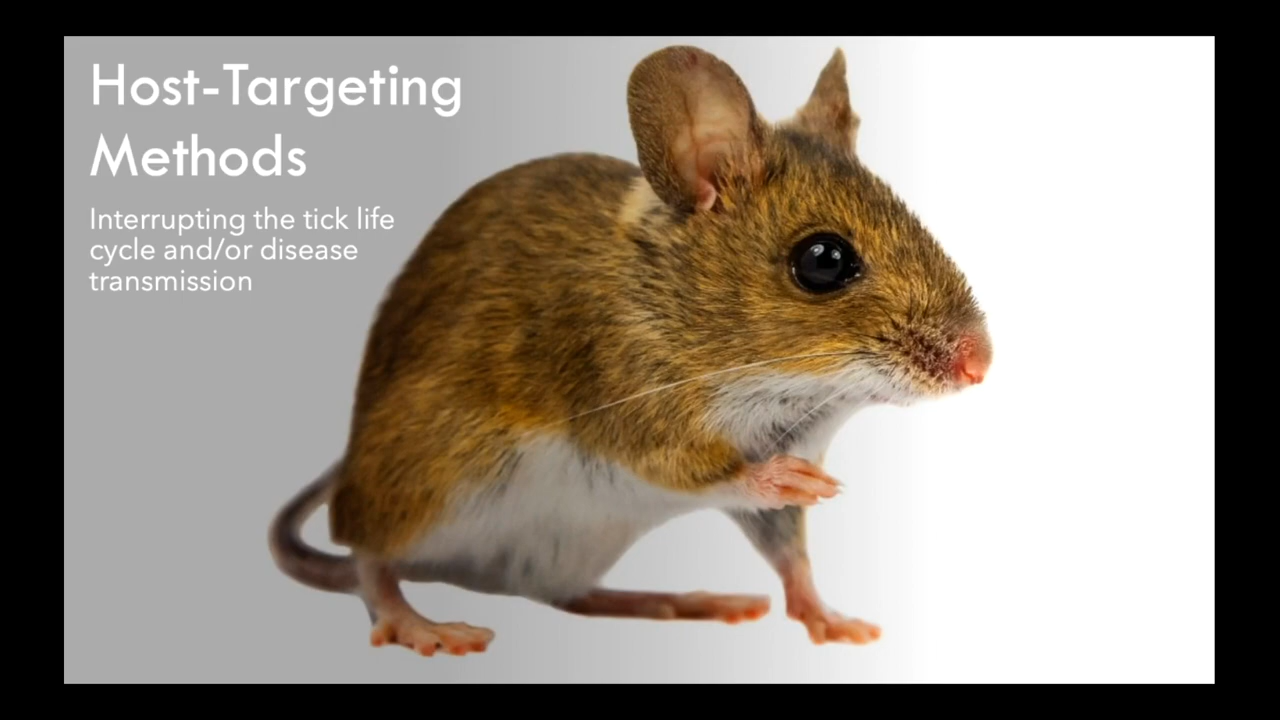 Host-Targeting
Methods
Interrupting the tick life
cycle and/or disease
transmission